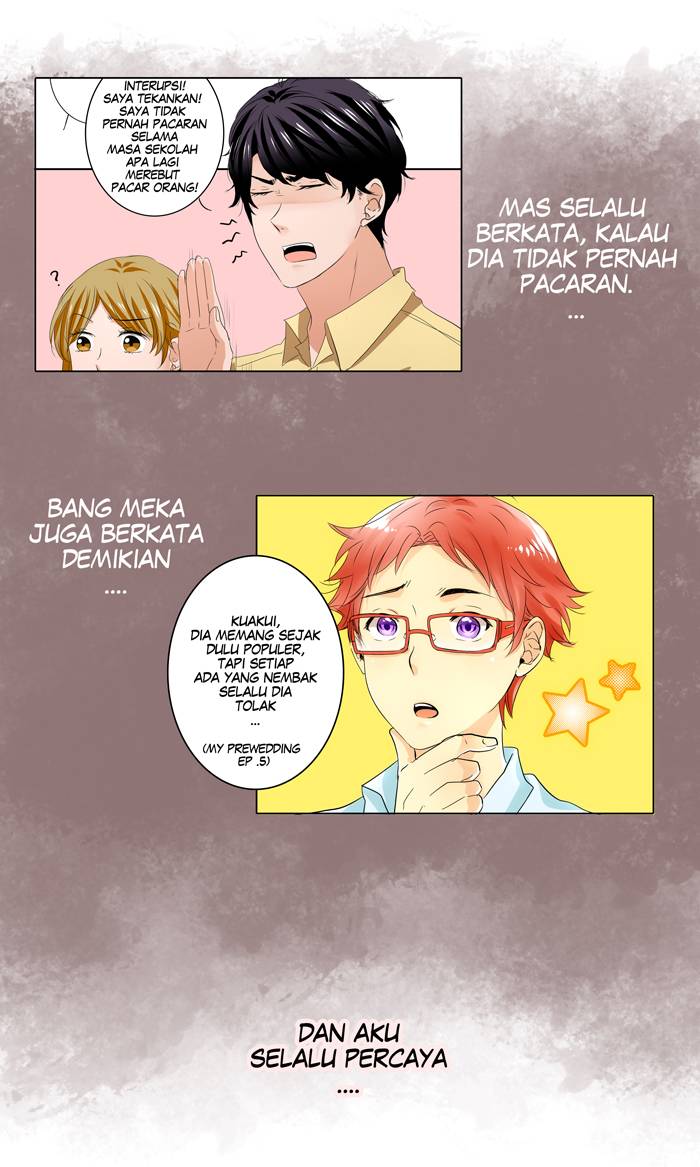 INTERUPSI!
SAYA TEKANKAN!
SAYA TIDAK
PERNAH PACARAN
SELAMA
MASA SEKOLAH
APA LAGI
MEREBUT
PACAR ORANG!
?
MAS SELALU
BERKATA, KALAU
DIA TIDAK PERNAH
PACARAN.
...
BANG MEKA
JUGA BERKATA
DEMIKIAN
....
KUAKUI,
DIA MEMANG SEJAK
DULU POPULER,
TAPI SETIAP
ADA YANG NEMBAK
SELALU DIA
TOLAK
...
(MY PREWEDDING
EP .5)
DAN AKU
SELALU PERCAYA
....